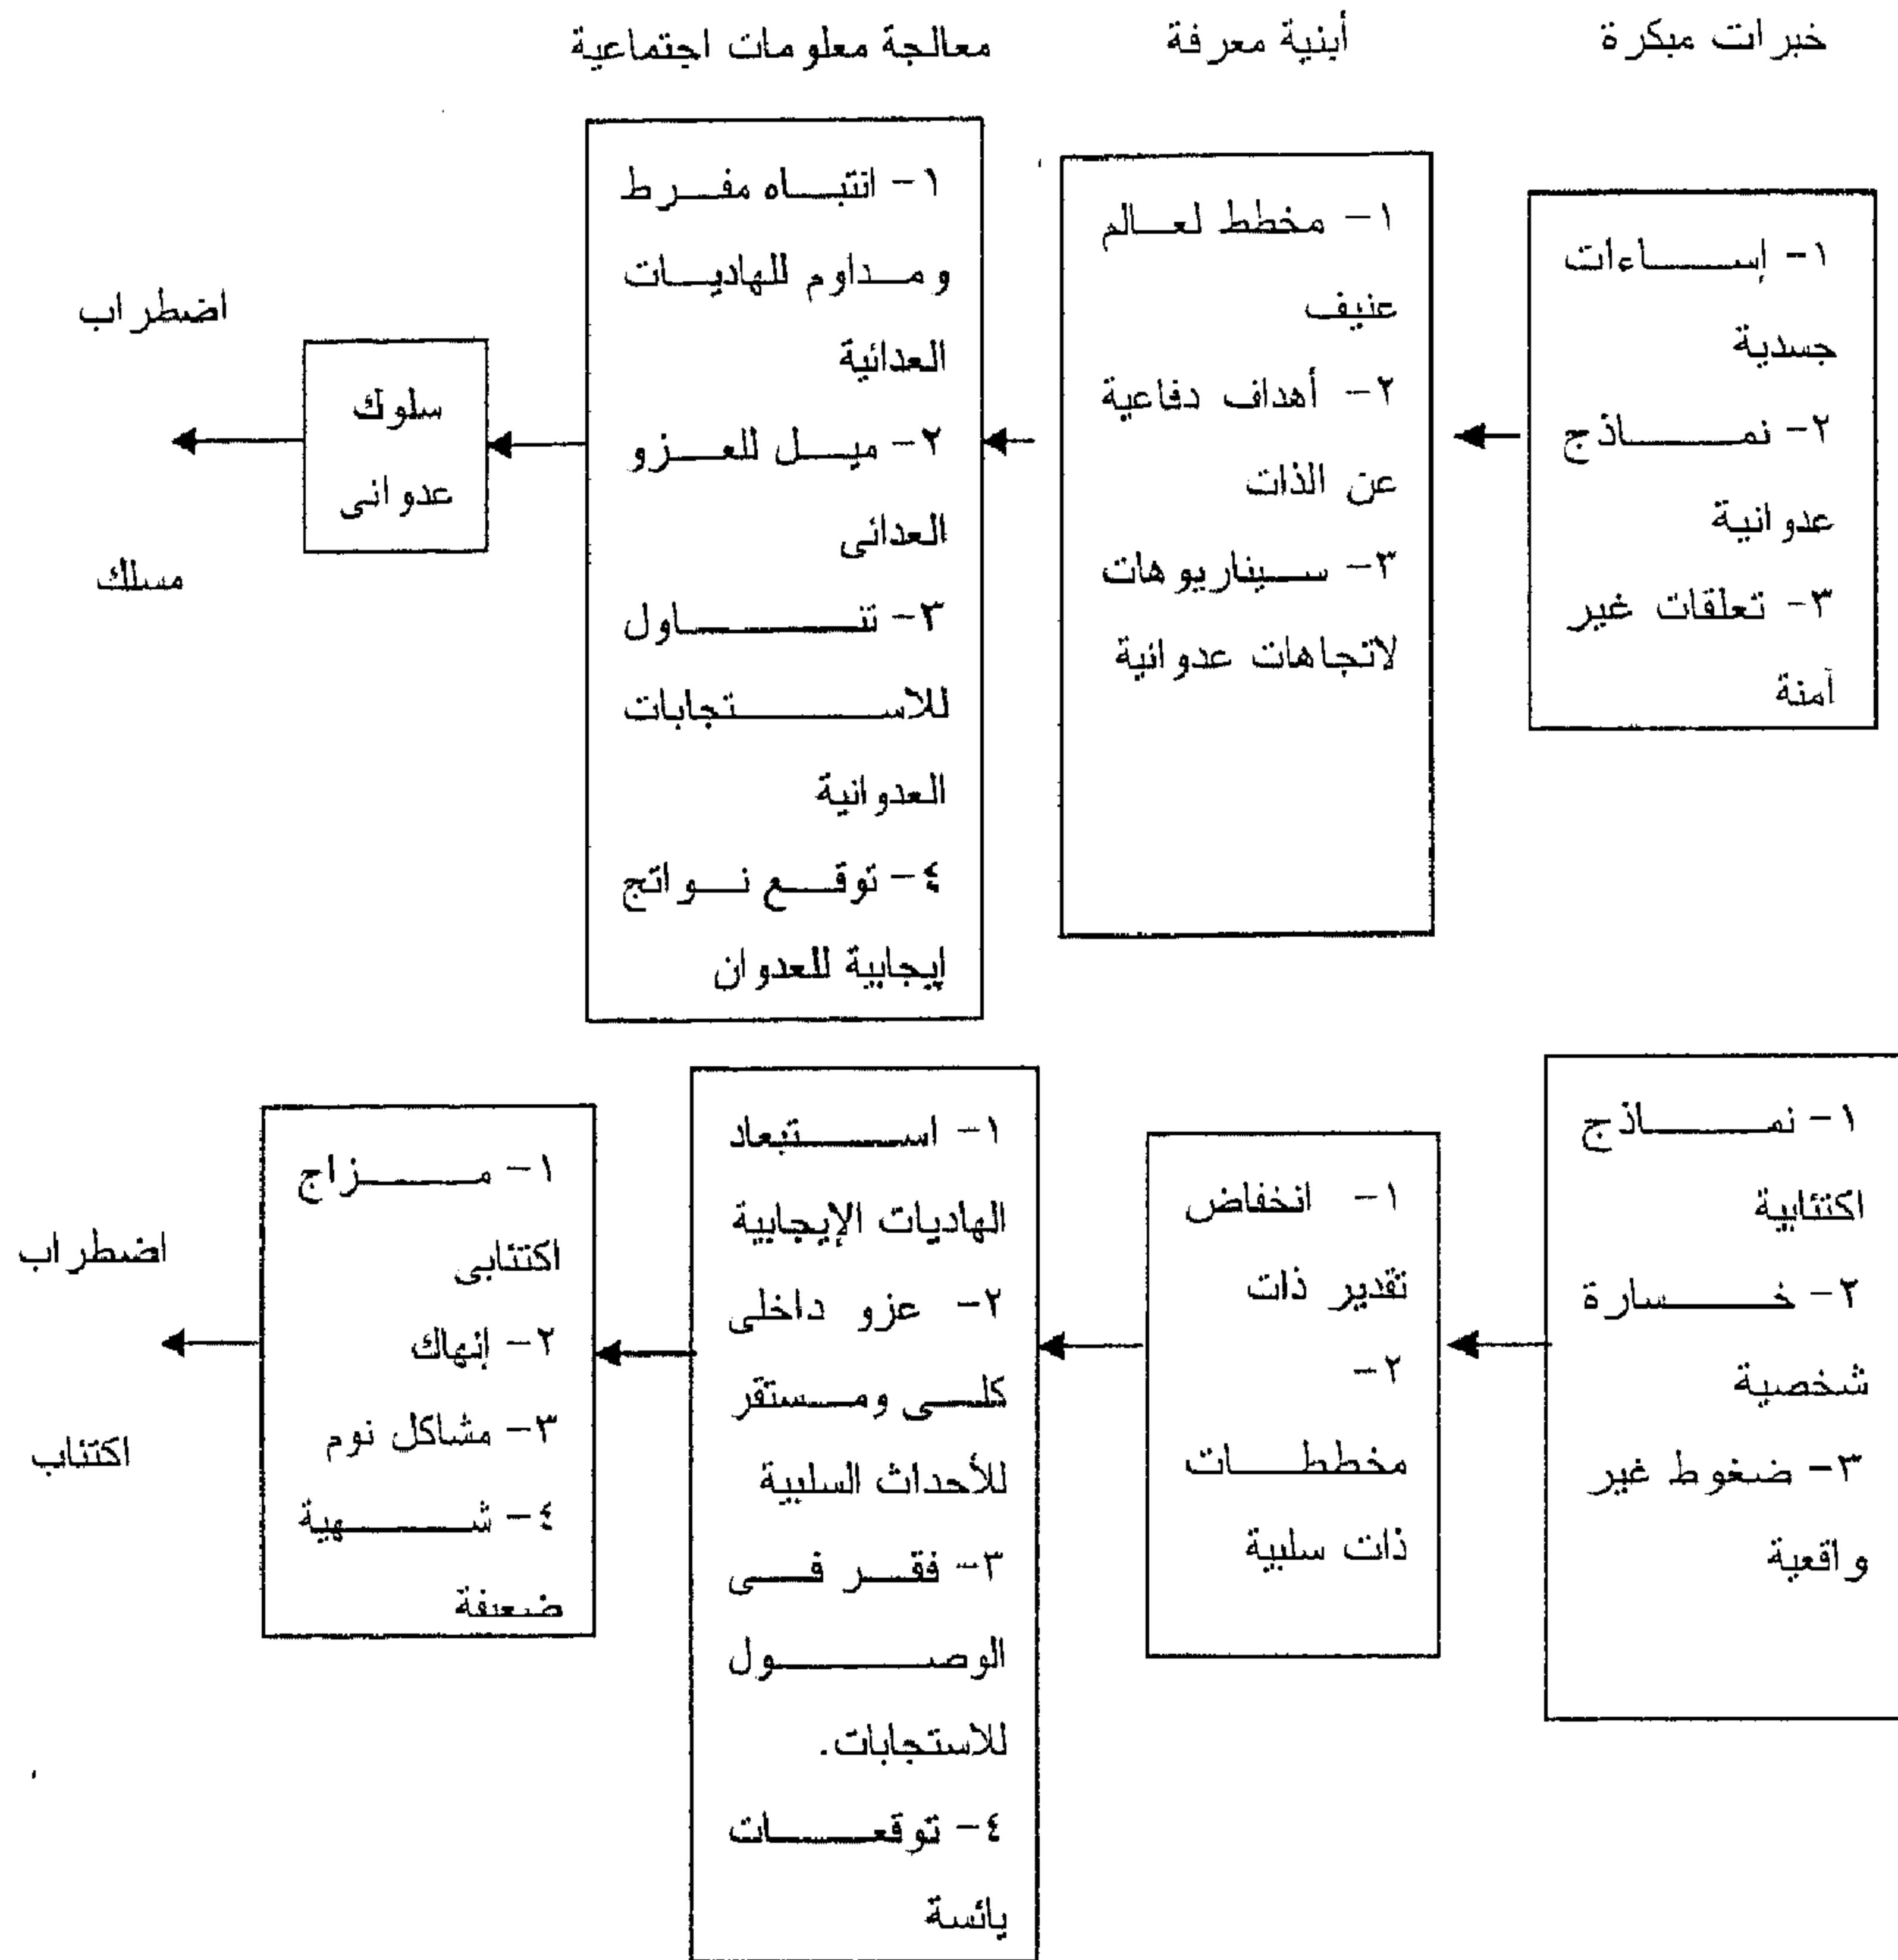 خبرات مبكرة
أبنية معرفة
معالجة معلومات اجتماعية
١- إساءات
جسدية
٢- نماذج
عدوانية
٣- تعلقات غير
آمنة
١- مخطط لعالم
عنيف
٢- أهداف دفاعية
عن الذات
٣- سيناريوهات
لاتجاهات عدوانية
١- انتباه مفرط
ومداوم للهاديات
العدائية
٢- ميل للعزو
العدائى
٣- تناول
للاستجابات
العدوانية
٤- توقع نواتج
إيجابية للعدوان
سلوك
عدوانى
اضطراب
مسلك
١- نماذج
اكتئابية
٢- خسارة
شخصية
٣- ضغوط غير
واقعية
١- انخفاض
تقدير ذات
٢-
مخططات
ذات سلبية
١- استبعاد
الهاديات الإيجابية
٢- عزو داخلى
كلى ومستقر
للأحداث السلبية
٣- فقر فى
الوصول
للاستجابات.
٤- توقعات
يائسة
١- مزاج
اكتئابى
٢- إنهاك
٣- مشاكل نوم
٤- شهية
ضعيفة
اضطراب
اكتئاب